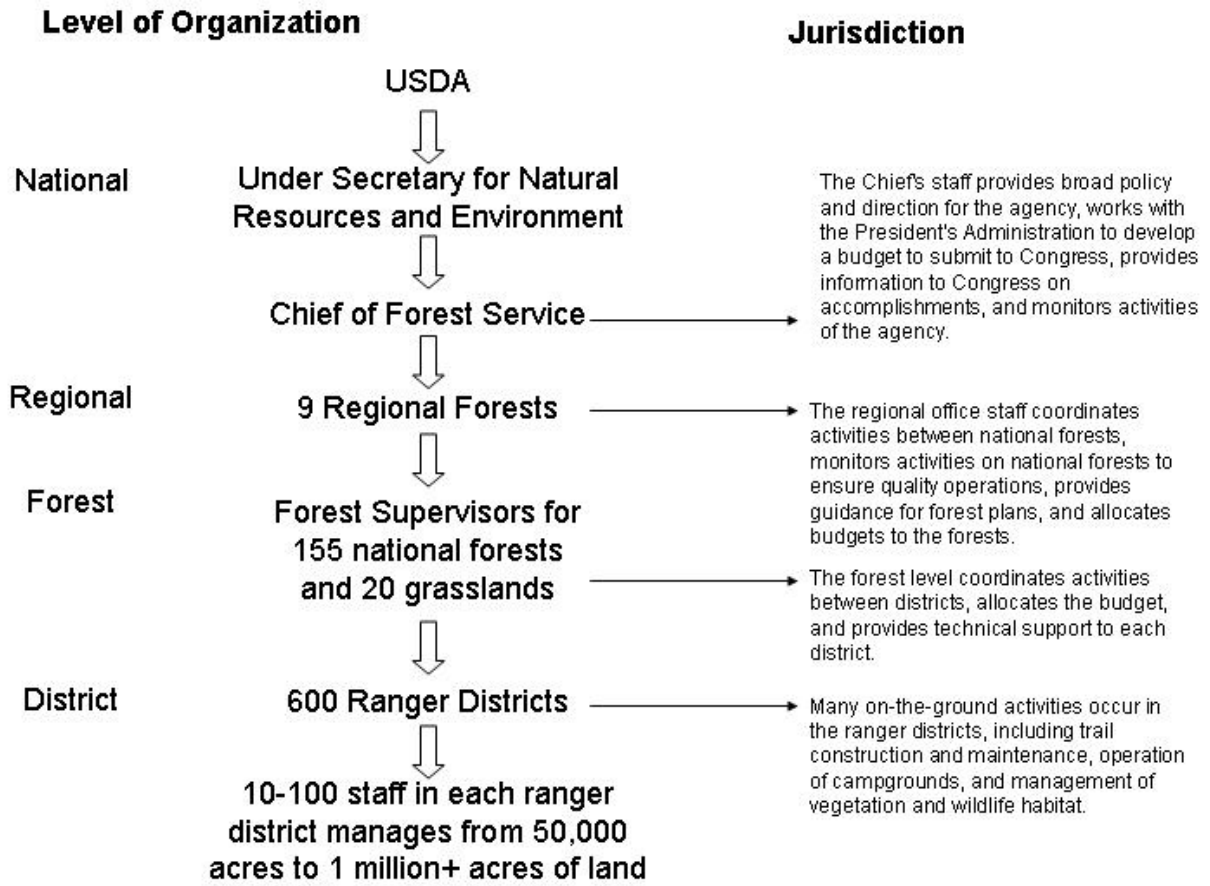 Level of Organization
Jurisdiction
USDA
National
Under Secretary for Natural
Resources and Environment
The Chief's staff provides broad policy
and direction for the agency, works with
the President's Administration to develop
a budget to submit to Congress, provides
information to Congress on
accomplishments, and monitors activities
of the agency.
Chief of Forest Service
Regional
9 Regional Forests
The regional office staff coordinates
activities between national forests,
monitors activities on national forests to
ensure quality operations, provides
guidance for forest plans, and allocates
budgets to the forests.
Forest
Forest Supervisors for
155 national forests
and 20 grasslands
The forest level coordinates activities
between districts, allocates the budget,
and provides technical support to each
district.
District
600 Ranger Districts
Many on-the-ground activities occur in
the ranger districts, including trail
construction and maintenance, operation
of campgrounds, and management of
vegetation and wildlife habitat.
10-100 staff in each ranger
district manages from 50,000
acres to 1 million+ acres of land